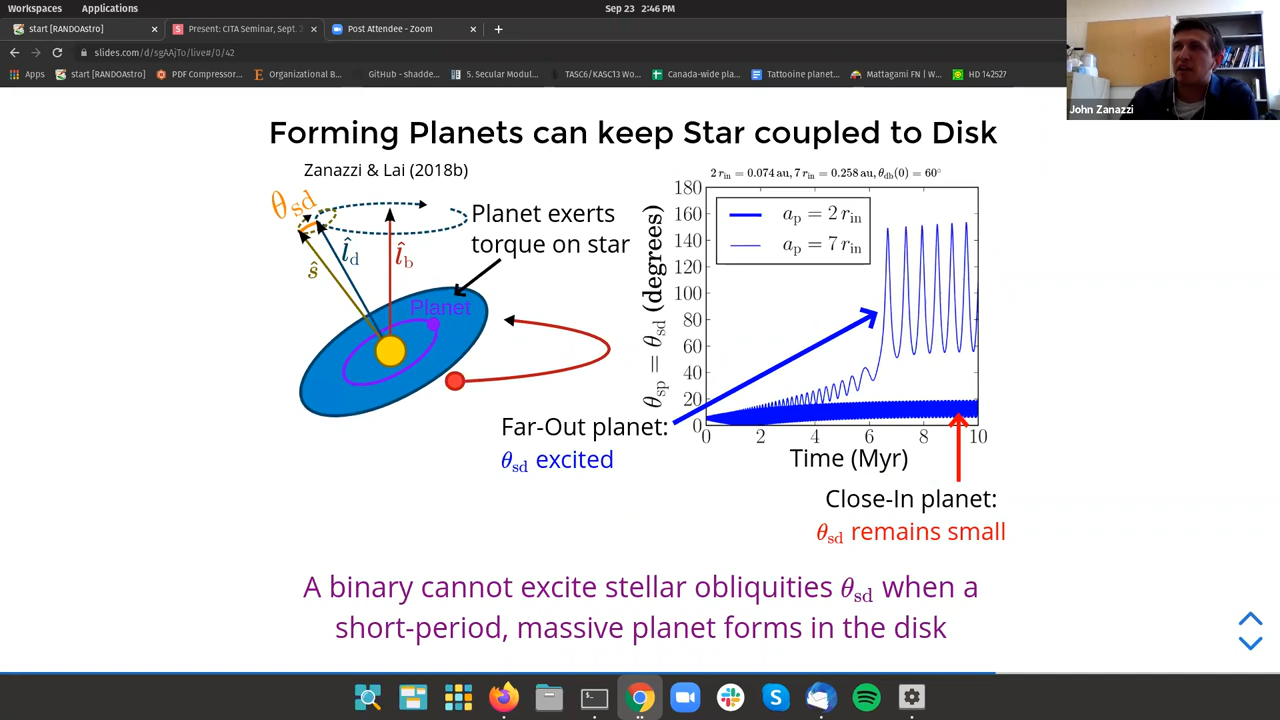 Workspaces Applications Sep 23 2:46 PM
start [RANDOAstro] Present: CITA Seminar, Sept. 2 Post Attendee - Zoom
slides.com/d/sgAAjTo/live#/0/42
Apps start [RANDOAstro] PDF Compressor... Organizational B... GitHub - shadde... 5. Secular Modul... TASC6/KASC13 Wo... Canada-wide pla... Tattooine planet... Mattagami FN | W... HD 142527
John Zanazzi
Forming Planets can keep Star coupled to Disk
Zanazzi & Lai (2018b)
θsd
l̂d
l̂b
ŝ
Planet
Planet exerts
torque on star
2 rin = 0.074 au, 7 rin = 0.258 au, θdb(0) = 60°
ap = 2 rin
ap = 7 rin
θsp = θsd (degrees)
180
160
140
120
100
80
60
40
20
0
0 2 4 6 8 10
Time (Myr)
Far-Out planet:
θsd excited
Close-In planet:
θsd remains small
A binary cannot excite stellar obliquities θsd when a
short-period, massive planet forms in the disk